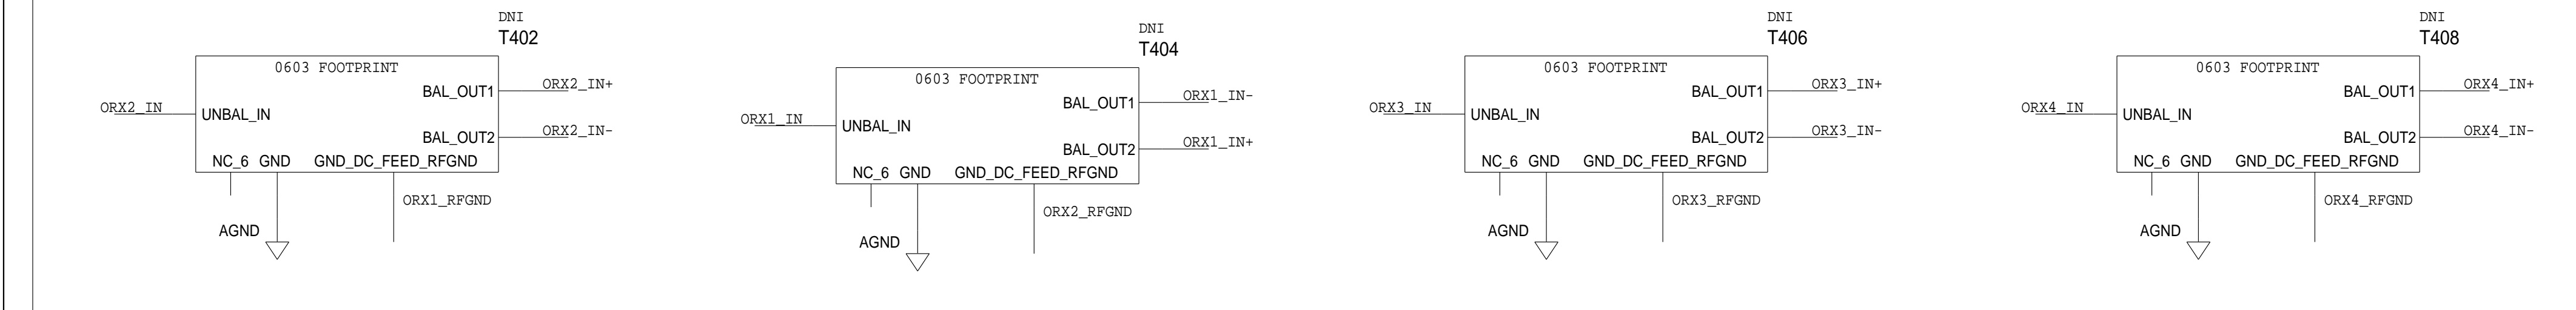 DNI
T402
0603 FOOTPRINT
BAL_OUT1
ORX2_IN+
ORX2_IN
UNBAL_IN
BAL_OUT2
ORX2_IN-
NC_6 GND GND_DC_FEED_RFGND
ORX1_RFGND
AGND
DNI
T404
0603 FOOTPRINT
BAL_OUT1
ORX1_IN-
ORX1_IN
UNBAL_IN
BAL_OUT2
ORX1_IN+
NC_6 GND GND_DC_FEED_RFGND
ORX2_RFGND
AGND
DNI
T406
0603 FOOTPRINT
BAL_OUT1
ORX3_IN+
ORX3_IN
UNBAL_IN
BAL_OUT2
ORX3_IN-
NC_6 GND GND_DC_FEED_RFGND
ORX3_RFGND
AGND
DNI
T408
0603 FOOTPRINT
BAL_OUT1
ORX4_IN+
ORX4_IN
UNBAL_IN
BAL_OUT2
ORX4_IN-
NC_6 GND GND_DC_FEED_RFGND
ORX4_RFGND
AGND